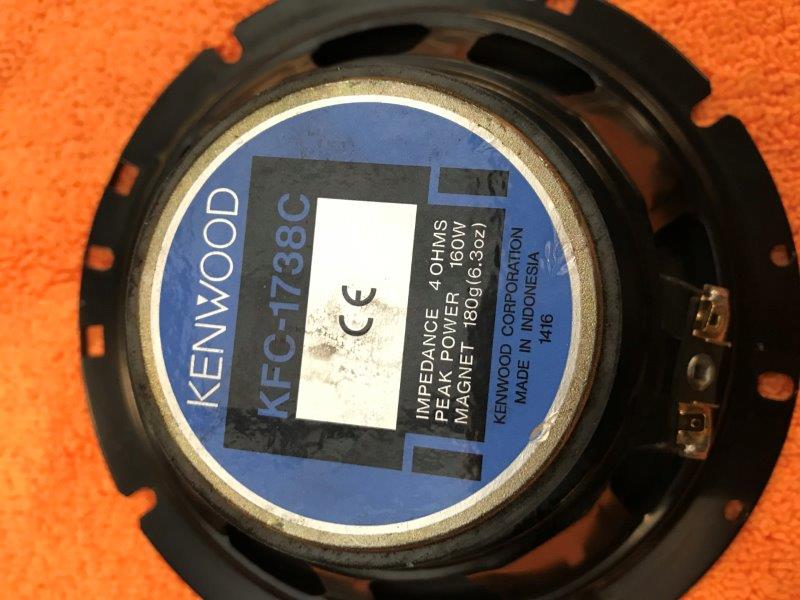 KENWOOD
KFC-1738C
CE
IMPEDANCE 4 OHMS
PEAK POWER 160W
MAGNET 180g(6.3oz)
KENWOOD CORPORATION
MADE IN INDONESIA
1416